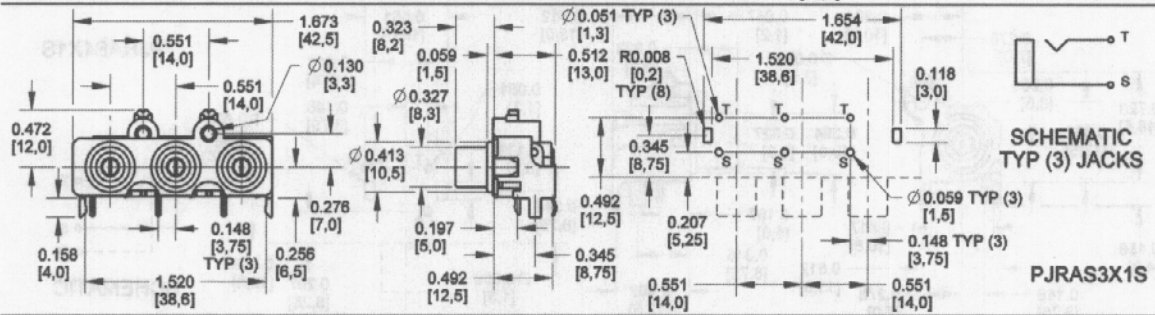 1.673
[42,5]
0.551
[14,0]
Ø 0.130
[3,3]
0.551
[14,0]
0.472
[12,0]
0.276
[7,0]
0.148
[3,75]
TYP (3)
0.158
[4,0]
0.256
[6,5]
1.520
[38,6]
0.323
[8,2]
0.059
[1,5]
0.512
[13,0]
Ø 0.327
[8,3]
Ø 0.413
[10,5]
0.197
[5,0]
0.345
[8,75]
0.492
[12,5]
Ø 0.051 TYP (3)
[1,3]
R0.008
[0,2]
TYP (8)
1.654
[42,0]
1.520
[38,6]
0.118
[3,0]
T
T
T
S
S
S
0.345
[8,75]
0.492
[12,5]
0.207
[5,25]
Ø 0.059 TYP (3)
[1,5]
0.148 TYP (3)
[3,75]
0.551
[14,0]
0.551
[14,0]
T
S
SCHEMATIC
TYP (3) JACKS
PJRAS3X1S